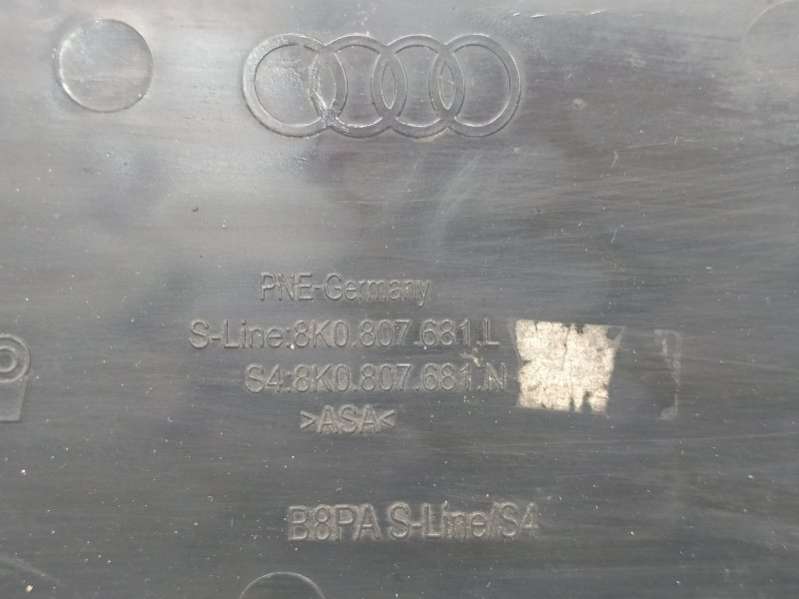 PNE-Germany
S-Line:8K0.807.681.L
S4:8K0.807.681.N
>ASA<
B8PA S-Line/S4